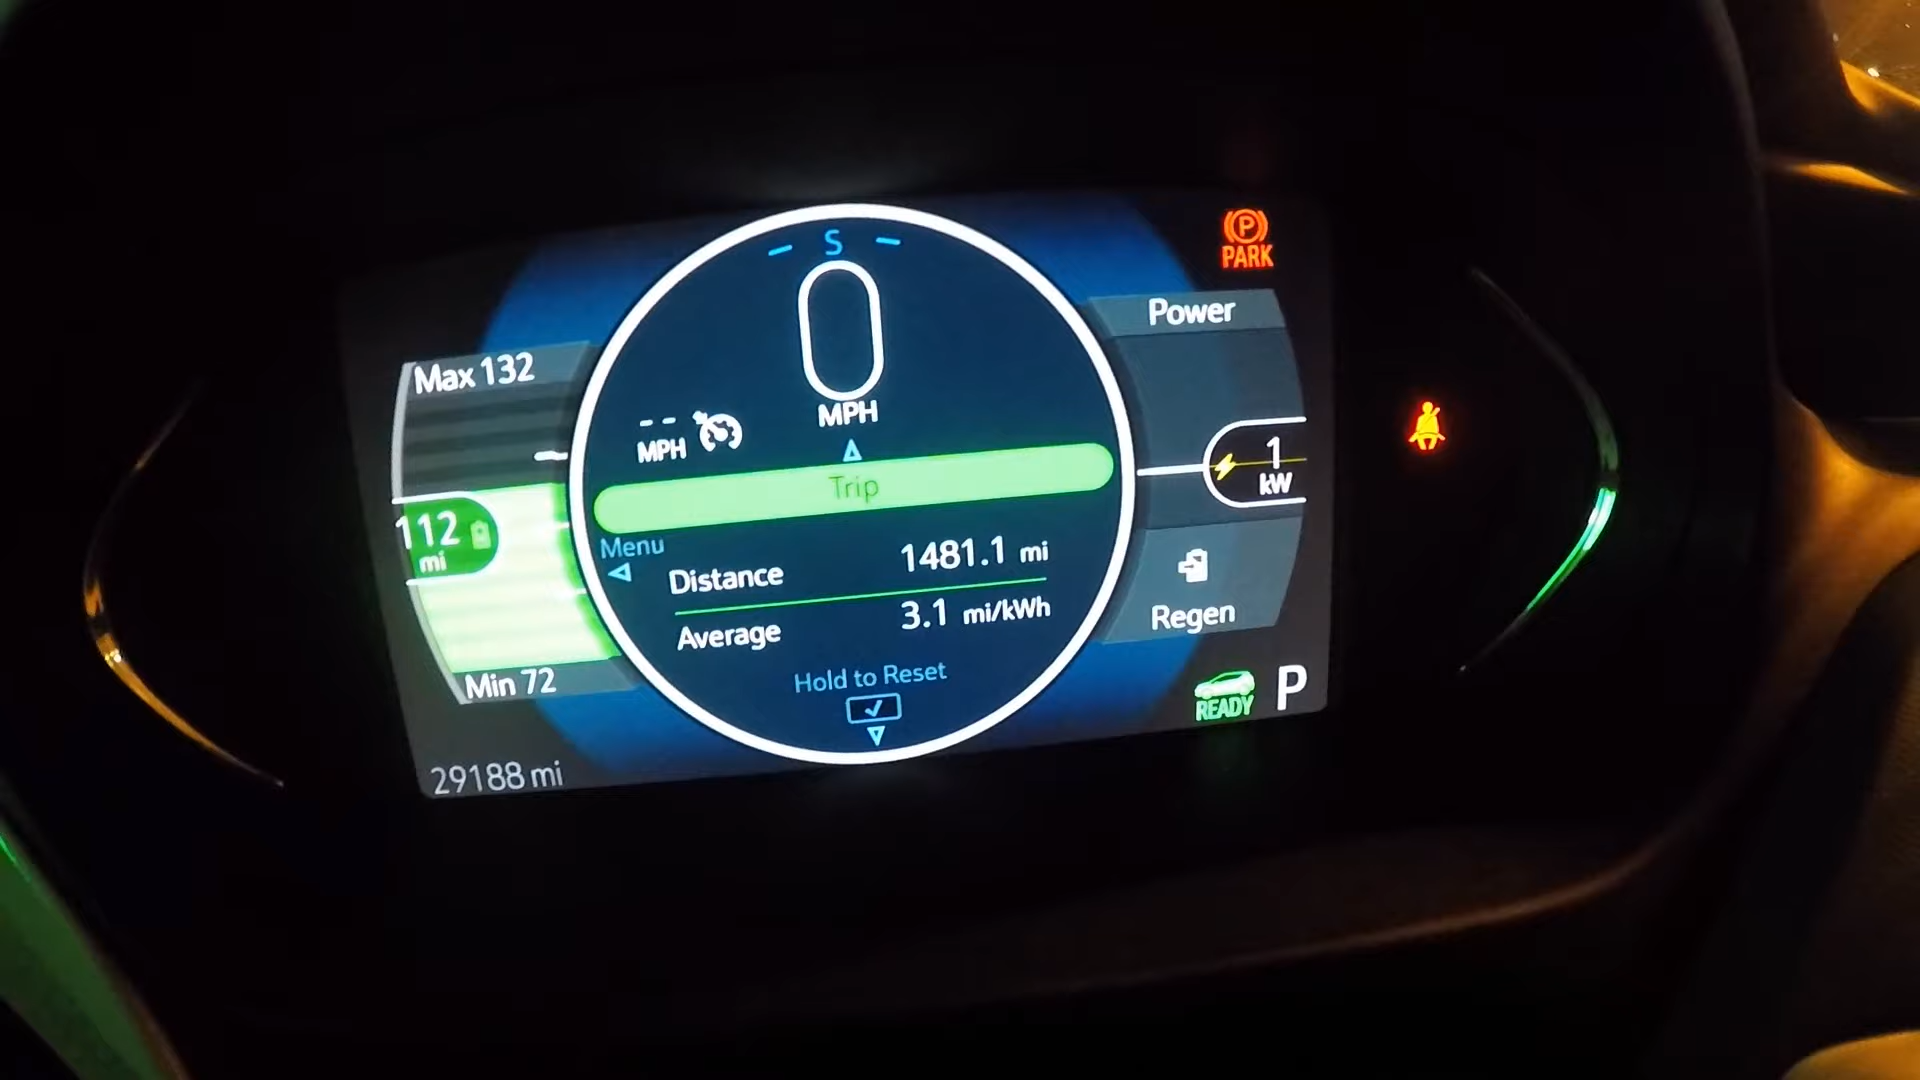 S
0
MPH
-- MPH
P
PARK
Power
Max 132
112
mi
1
kW
Trip
Menu
Distance 1481.1 mi
Average 3.1 mi/kWh
Regen
Hold to Reset
Min 72
READY
P
29188 mi